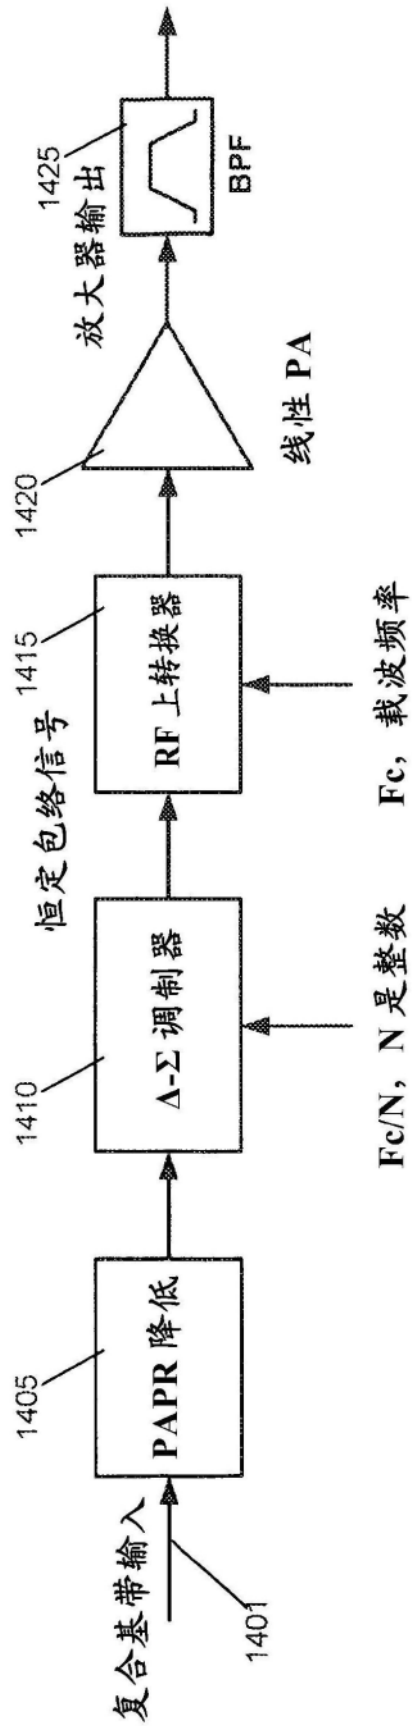 复合基带输入
1401
1405
PAPR 降低
1410
Δ-Σ 调制器
Fc/N, N 是整数
恒定包络信号
1415
RF 上转换器
Fc, 载波频率
1420
线性 PA
放大器输出
1425
BPF